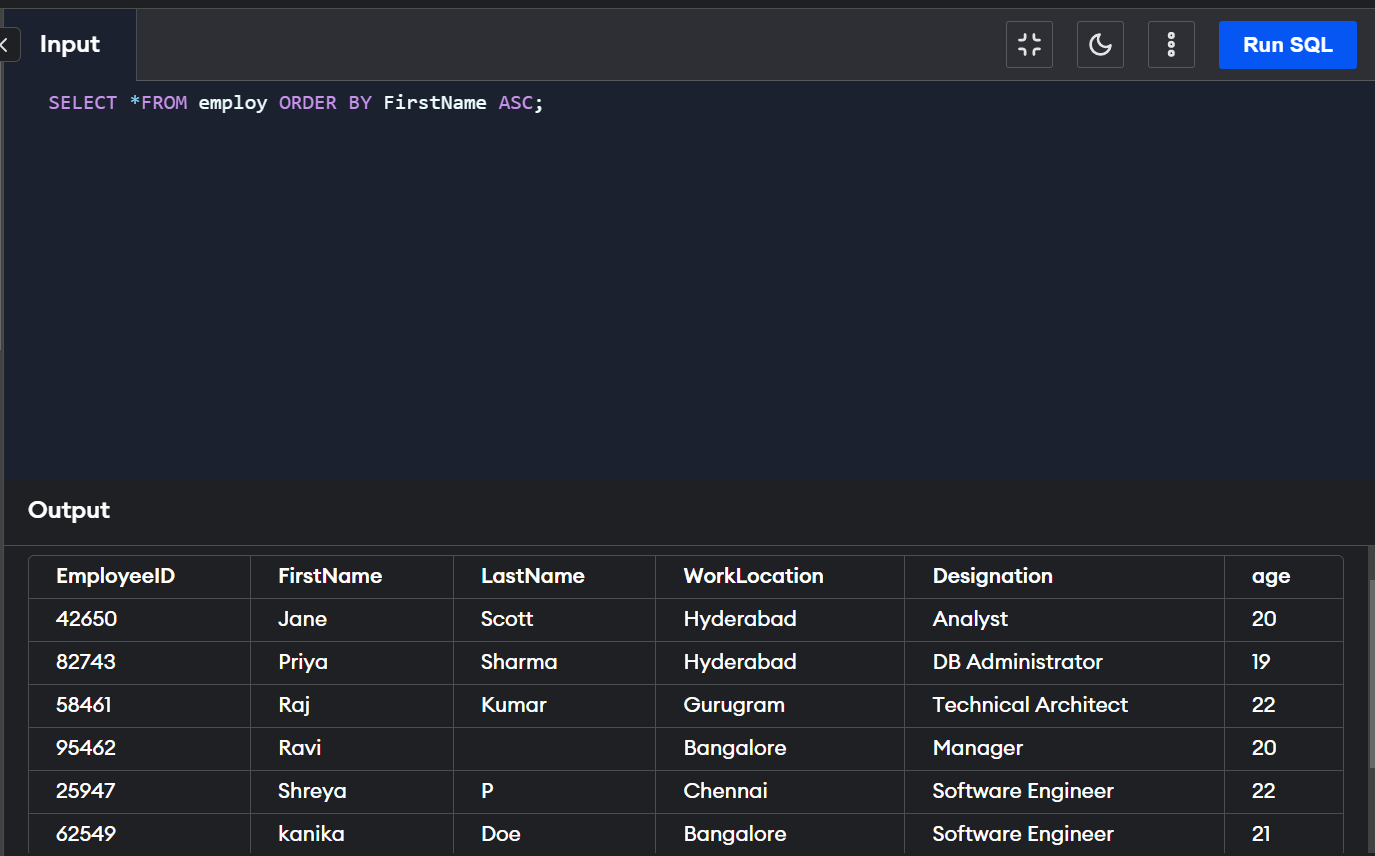 Input
Run SQL
SELECT *FROM employ ORDER BY FirstName ASC;
Output
EmployeeID FirstName LastName WorkLocation Designation age
42650 Jane Scott Hyderabad Analyst 20
82743 Priya Sharma Hyderabad DB Administrator 19
58461 Raj Kumar Gurugram Technical Architect 22
95462 Ravi Bangalore Manager 20
25947 Shreya P Chennai Software Engineer 22
62549 kanika Doe Bangalore Software Engineer 21